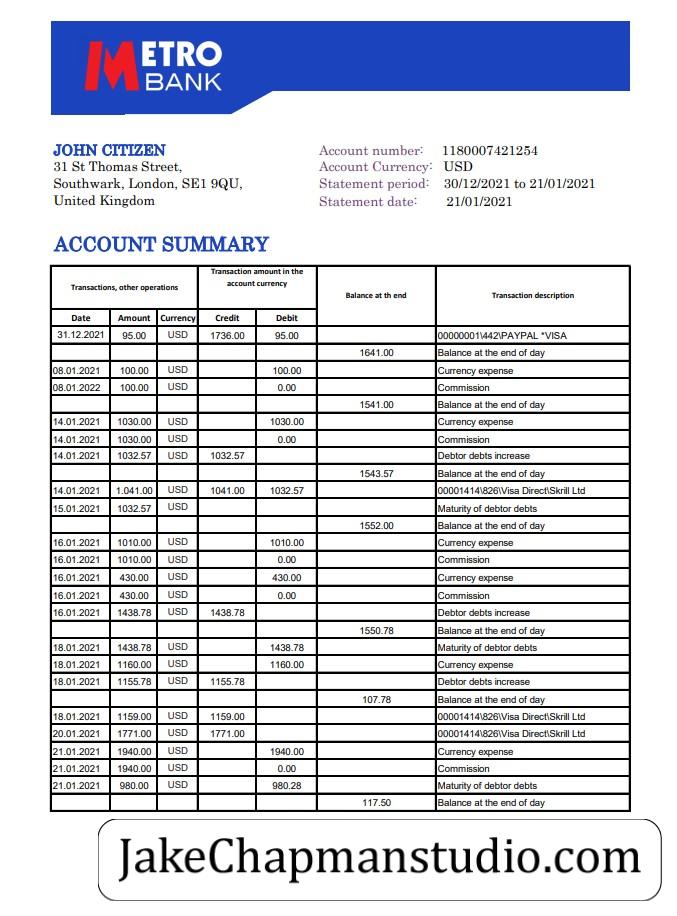 METRO
BANK
JOHN CITIZEN
31 St Thomas Street,
Southwark, London, SE1 9QU,
United Kingdom
Account number: 1180007421254
Account Currency: USD
Statement period: 30/12/2021 to 21/01/2021
Statement date: 21/01/2021
ACCOUNT SUMMARY
Transactions, other operations Transaction amount in the account currency Balance at th end Transaction description
Date Amount Currency Credit Debit
31.12.2021 95.00 USD 1736.00 95.00 00000001\442\PAYPAL *VISA
1641.00 Balance at the end of day
08.01.2021 100.00 USD 100.00 Currency expense
08.01.2022 100.00 USD 0.00 Commission
1541.00 Balance at the end of day
14.01.2021 1030.00 USD 1030.00 Currency expense
14.01.2021 1030.00 USD 0.00 Commission
14.01.2021 1032.57 USD 1032.57 Debtor debts increase
1543.57 Balance at the end of day
14.01.2021 1.041.00 USD 1041.00 1032.57 00001414\826\Visa Direct\Skrill Ltd
15.01.2021 1032.57 USD Maturity of debtor debts
1552.00 Balance at the end of day
16.01.2021 1010.00 USD 1010.00 Currency expense
16.01.2021 1010.00 USD 0.00 Commission
16.01.2021 430.00 USD 430.00 Currency expense
16.01.2021 430.00 USD 0.00 Commission
16.01.2021 1438.78 USD 1438.78 Debtor debts increase
1550.78 Balance at the end of day
18.01.2021 1438.78 USD 1438.78 Maturity of debtor debts
18.01.2021 1160.00 USD 1160.00 Currency expense
18.01.2021 1155.78 USD 1155.78 Debtor debts increase
107.78 Balance at the end of day
18.01.2021 1159.00 USD 1159.00 00001414\826\Visa Direct\Skrill Ltd
20.01.2021 1771.00 USD 1771.00 00001414\826\Visa Direct\Skrill Ltd
21.01.2021 1940.00 USD 1940.00 Currency expense
21.01.2021 1940.00 USD 0.00 Commission
21.01.2021 980.00 USD 980.28 Maturity of debtor debts
117.50 Balance at the end of day
JakeChapmanstudio.com